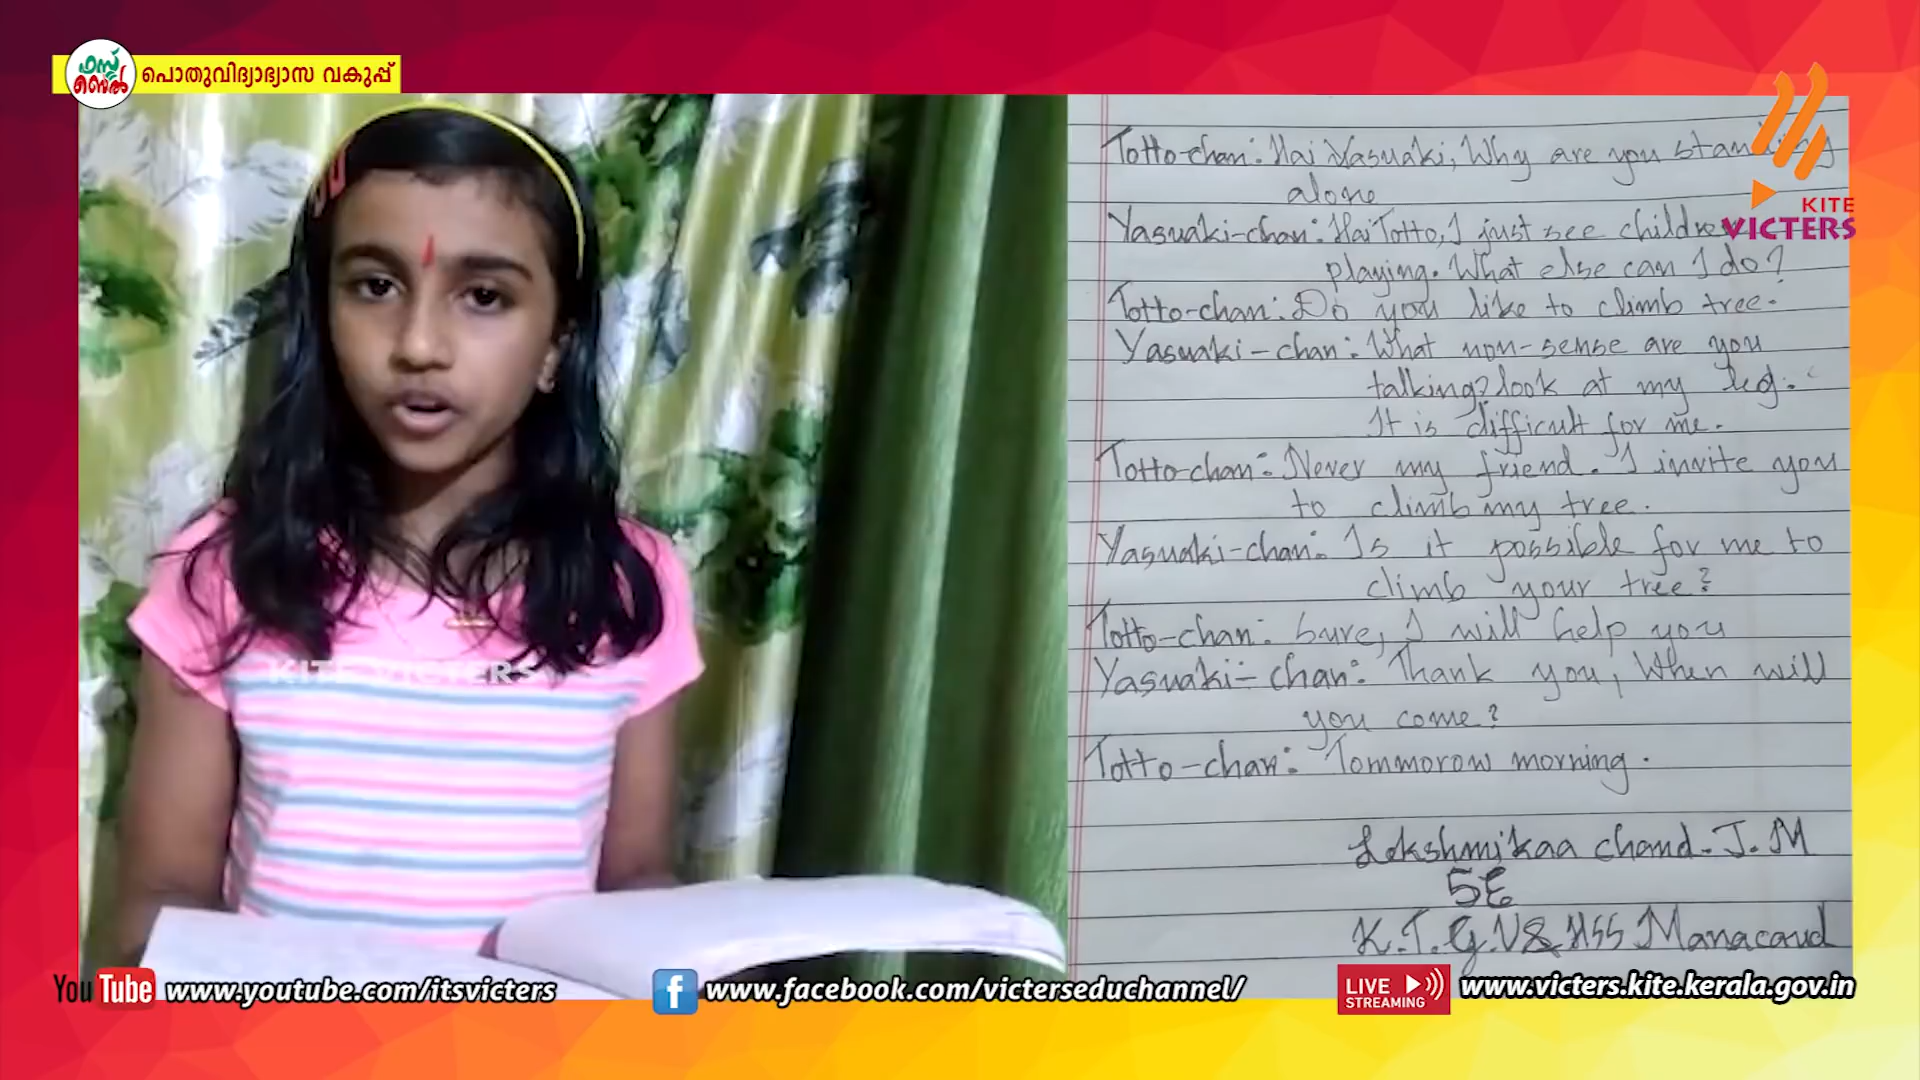 ഫസ്റ്റ്
ബെൽ
പൊതുവിദ്യാഭ്യാസ വകുപ്പ്
KITE
VICTERS
Totto-chan: Hai Yasuaki, Why are you standing
alone
Yasuaki-chan: Hai Totto, I just see children
playing. What else can I do?
Totto-chan: Do you like to climb tree.
Yasuaki-chan: What non-sense are you
talking? look at my leg.
It is difficult for me.
Totto-chan: Never my friend. I invite you
to climb my tree.
Yasuaki-chan: Is it possible for me to
climb your tree?
Totto-chan: Sure, I will help you
Yasuaki-chan: Thank you, When will
you come?
Totto-chan: Tommorow morning.
Lekshmikaa chand. J. M
5E
K.T.G.V& HSS Manacaud
KITE VICTERS
YouTube www.youtube.com/itsvicters
f www.facebook.com/victerseduchannel/
LIVE STREAMING www.victers.kite.kerala.gov.in